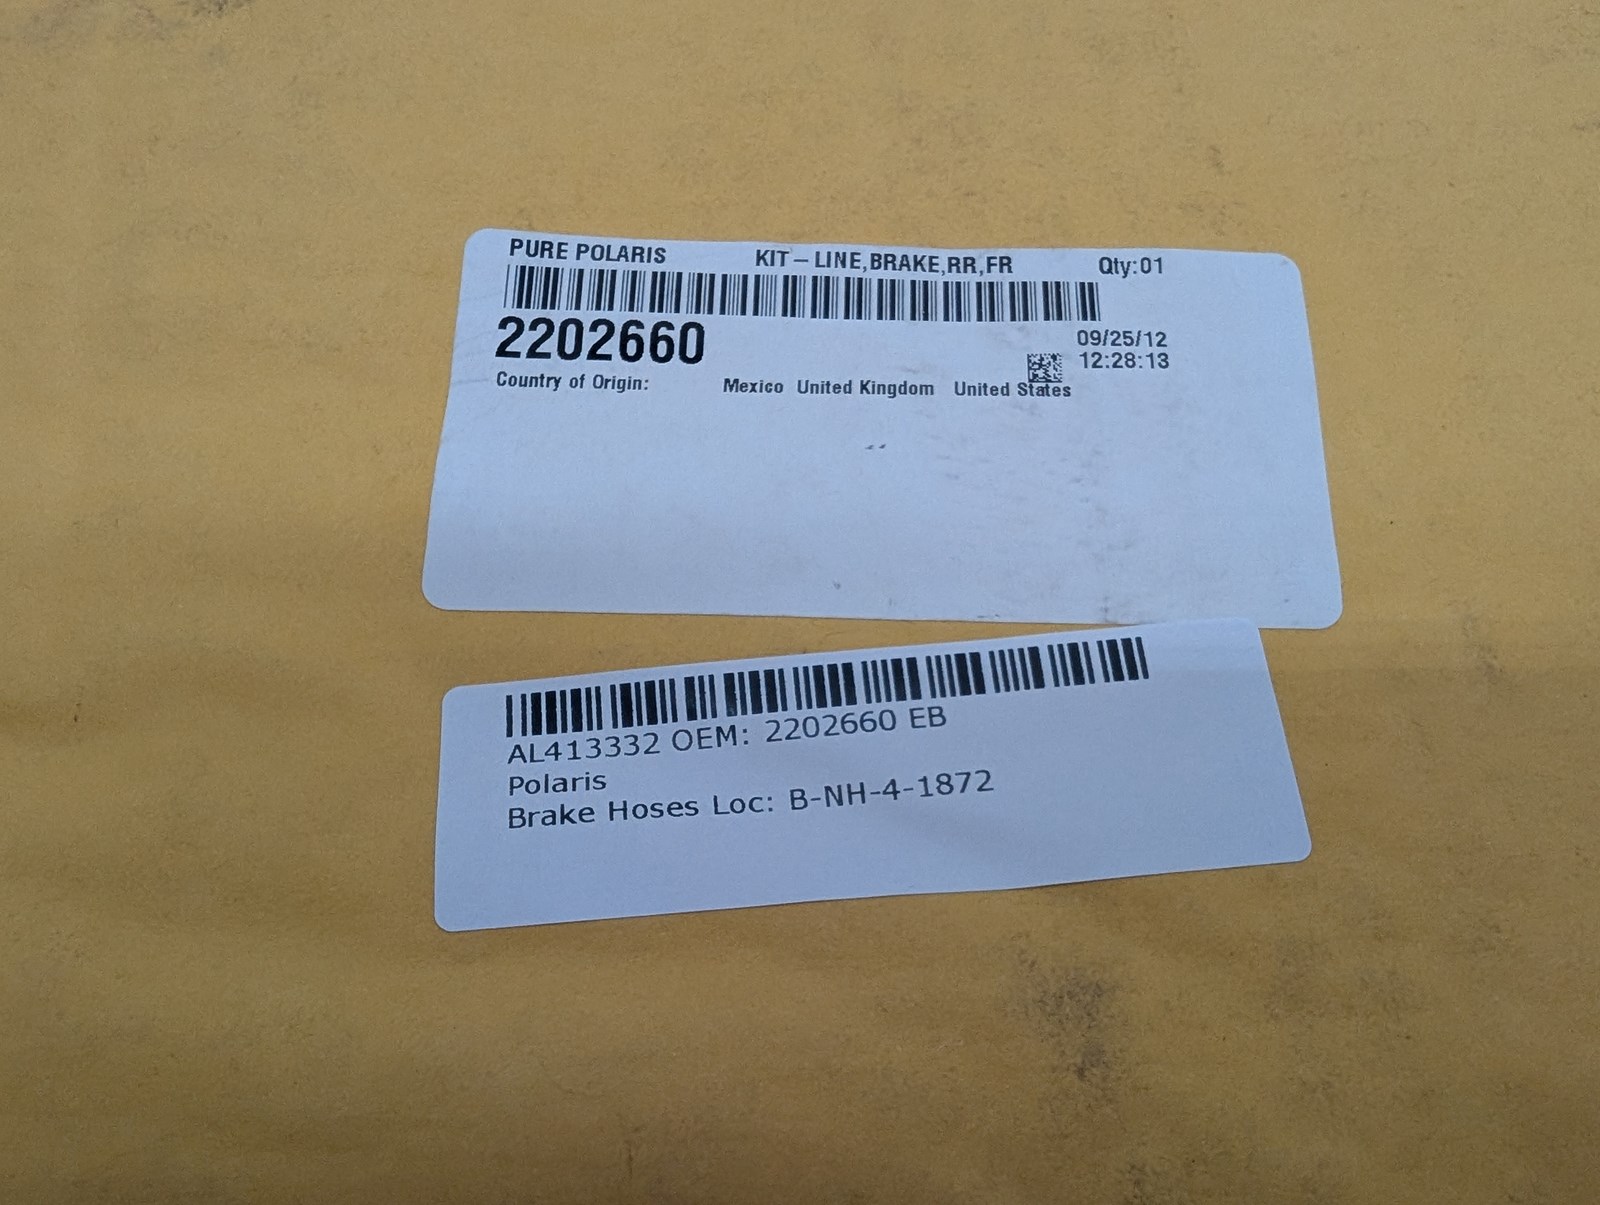 PURE POLARIS KIT – LINE,BRAKE,RR,FR Qty:01
2202660
09/25/12
12:28:13
Country of Origin: Mexico United Kingdom United States
AL413332 OEM: 2202660 EB
Polaris
Brake Hoses Loc: B-NH-4-1872